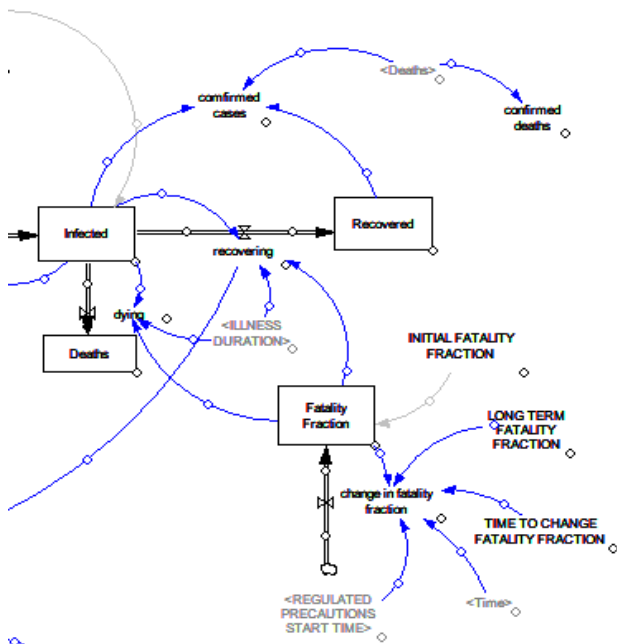 <Deaths>
comfirmed
cases
confirmed
deaths
Infected
Recovered
recovering
dying
<ILLNESS
DURATION>
Deaths
INITIAL FATALITY
FRACTION
Fatality
Fraction
LONG TERM
FATALITY
FRACTION
change in fatality
fraction
TIME TO CHANGE
FATALITY FRACTION
<REGULATED
PRECAUTIONS
START TIME>
<Time>